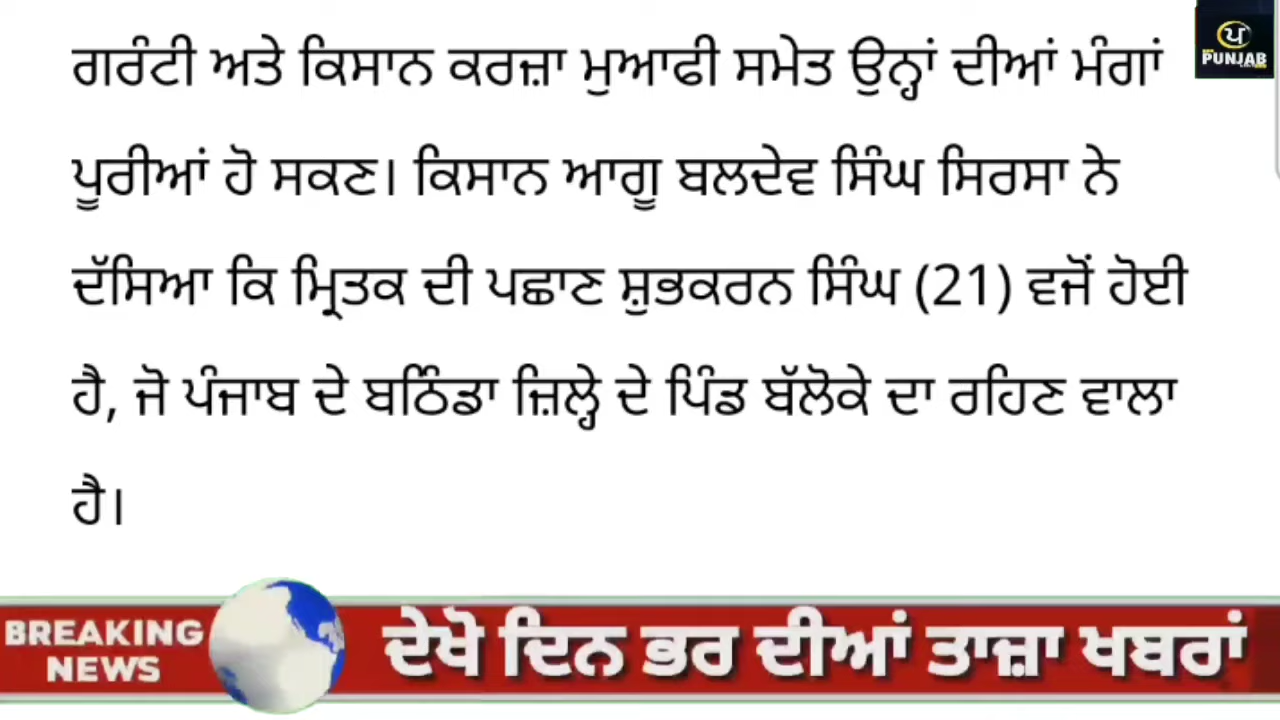 ਪ
PUNJAB
ਗਰੰਟੀ ਅਤੇ ਕਿਸਾਨ ਕਰਜ਼ਾ ਮੁਆਫੀ ਸਮੇਤ ਉਨ੍ਹਾਂ ਦੀਆਂ ਮੰਗਾਂ
ਪੂਰੀਆਂ ਹੋ ਸਕਣ। ਕਿਸਾਨ ਆਗੂ ਬਲਦੇਵ ਸਿੰਘ ਸਿਰਸਾ ਨੇ
ਦੱਸਿਆ ਕਿ ਮ੍ਰਿਤਕ ਦੀ ਪਛਾਣ ਸ਼ੁਭਕਰਨ ਸਿੰਘ (21) ਵਜੋਂ ਹੋਈ
ਹੈ, ਜੋ ਪੰਜਾਬ ਦੇ ਬਠਿੰਡਾ ਜ਼ਿਲ੍ਹੇ ਦੇ ਪਿੰਡ ਬੱਲੋਕੇ ਦਾ ਰਹਿਣ ਵਾਲਾ
ਹੈ।
BREAKING
NEWS
ਦੇਖੋ ਦਿਨ ਭਰ ਦੀਆਂ ਤਾਜ਼ਾ ਖਬਰਾਂ